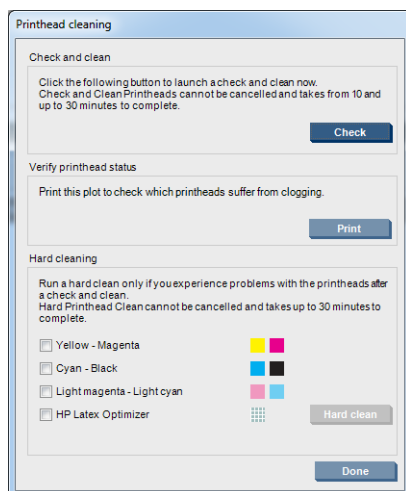 Printhead cleaning
Check and clean
Click the following button to launch a check and clean now.
Check and Clean Printheads cannot be cancelled and takes from 10 and
up to 30 minutes to complete.
Check
Verify printhead status
Print this plot to check which printheads suffer from clogging.
Print
Hard cleaning
Run a hard clean only if you experience problems with the printheads after
a check and clean.
Hard Printhead Clean cannot be cancelled and takes up to 30 minutes to
complete.
Yellow - Magenta
Cyan - Black
Light magenta - Light cyan
HP Latex Optimizer
Hard clean
Done